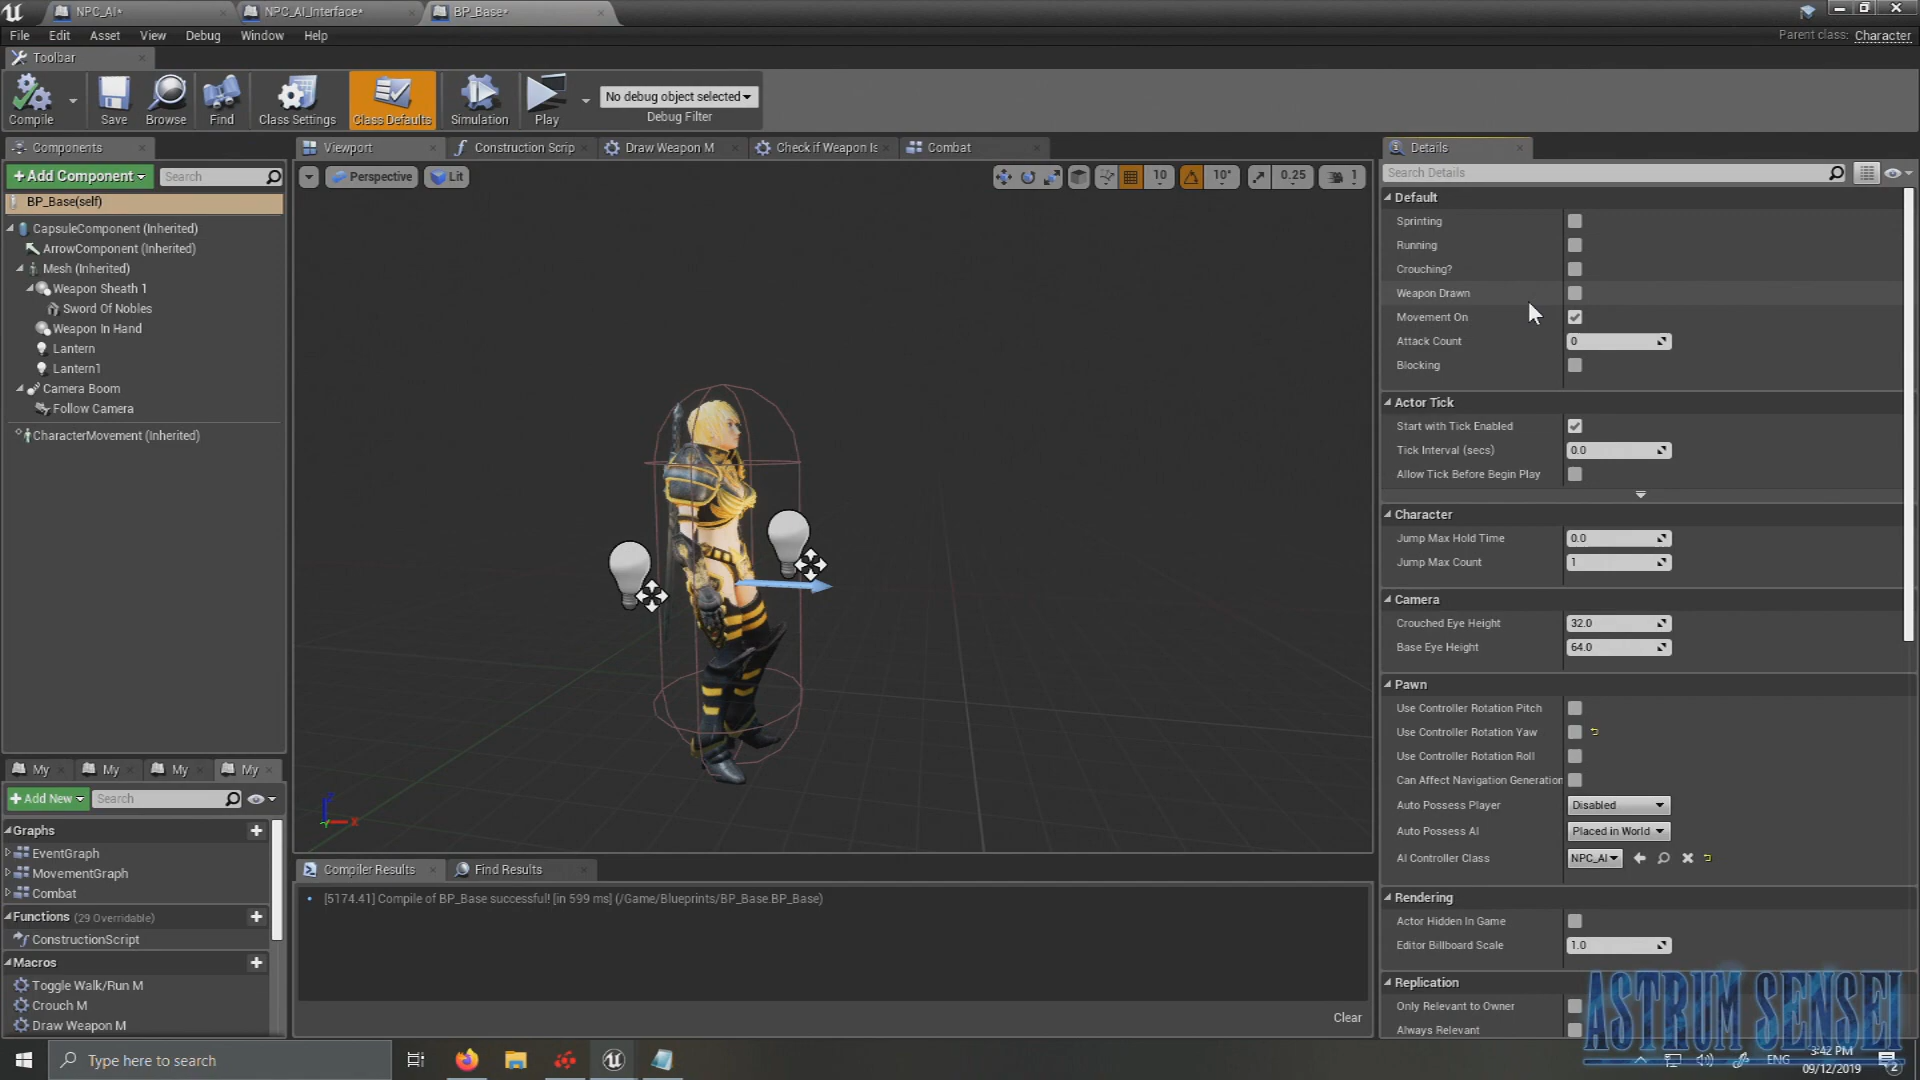 NPC_AI*
NPC_AI_Interface*
BP_Base*
File Edit Asset View Debug Window Help
Parent class: Character
Toolbar
Compile
Save
Browse
Find
Class Settings
Class Defaults
Simulation
Play
No debug object selected
Debug Filter
Components
+Add Component
Search
BP_Base(self)
CapsuleComponent (Inherited)
ArrowComponent (Inherited)
Mesh (Inherited)
Weapon Sheath 1
Sword Of Nobles
Weapon In Hand
Lantern
Lantern1
Camera Boom
Follow Camera
CharacterMovement (Inherited)
My
My
My
My
+Add New
Search
Graphs
EventGraph
MovementGraph
Combat
Functions (29 Overridable)
ConstructionScript
Macros
Toggle Walk/Run M
Crouch M
Draw Weapon M
Viewport
Construction Scrip
Draw Weapon M
Check if Weapon Is
Combat
Perspective
Lit
10
10°
0.25
1
Z
X
Compiler Results
Find Results
[5174.41] Compile of BP_Base successful! [in 599 ms] (/Game/Blueprints/BP_Base BP_Base)
Clear
Details
Search Details
Default
Sprinting
Running
Crouching?
Weapon Drawn
Movement On
Attack Count 0
Blocking
Actor Tick
Start with Tick Enabled
Tick Interval (secs) 0.0
Allow Tick Before Begin Play
Character
Jump Max Hold Time 0.0
Jump Max Count 1
Camera
Crouched Eye Height 32.0
Base Eye Height 64.0
Pawn
Use Controller Rotation Pitch
Use Controller Rotation Yaw
Use Controller Rotation Roll
Can Affect Navigation Generation
Auto Possess Player Disabled
Auto Possess AI Placed in World
AI Controller Class NPC_AI
Rendering
Actor Hidden In Game
Editor Billboard Scale 1.0
Replication
Only Relevant to Owner
Always Relevant
ASTRUM SENSEI
Type here to search
ENG
3:42 PM
09/12/2019
2